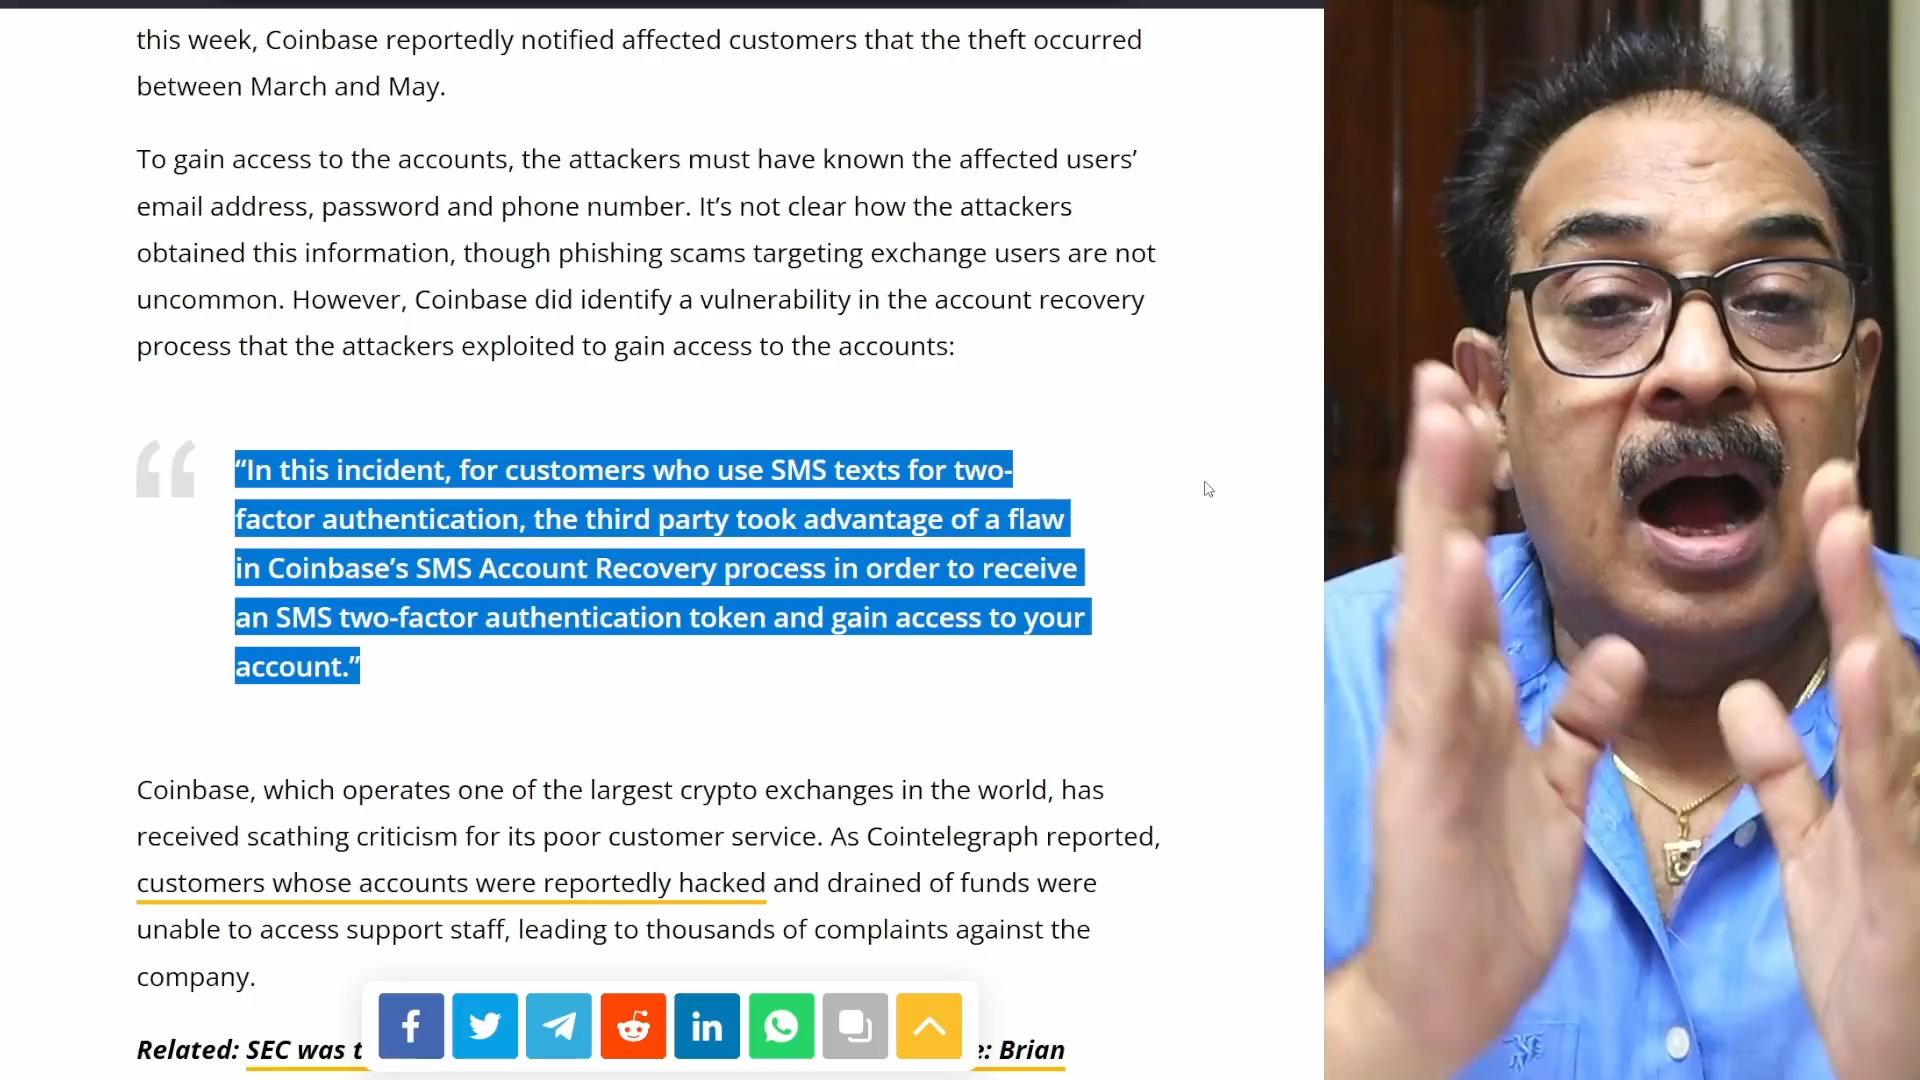 this week, Coinbase reportedly notified affected customers that the theft occurred
between March and May.
To gain access to the accounts, the attackers must have known the affected users’
email address, password and phone number. It’s not clear how the attackers
obtained this information, though phishing scams targeting exchange users are not
uncommon. However, Coinbase did identify a vulnerability in the account recovery
process that the attackers exploited to gain access to the accounts:
“In this incident, for customers who use SMS texts for two-
factor authentication, the third party took advantage of a flaw
in Coinbase’s SMS Account Recovery process in order to receive
an SMS two-factor authentication token and gain access to your
account.”
Coinbase, which operates one of the largest crypto exchanges in the world, has
received scathing criticism for its poor customer service. As Cointelegraph reported,
customers whose accounts were reportedly hacked and drained of funds were
unable to access support staff, leading to thousands of complaints against the
company.
Related: SEC was t e: Brian